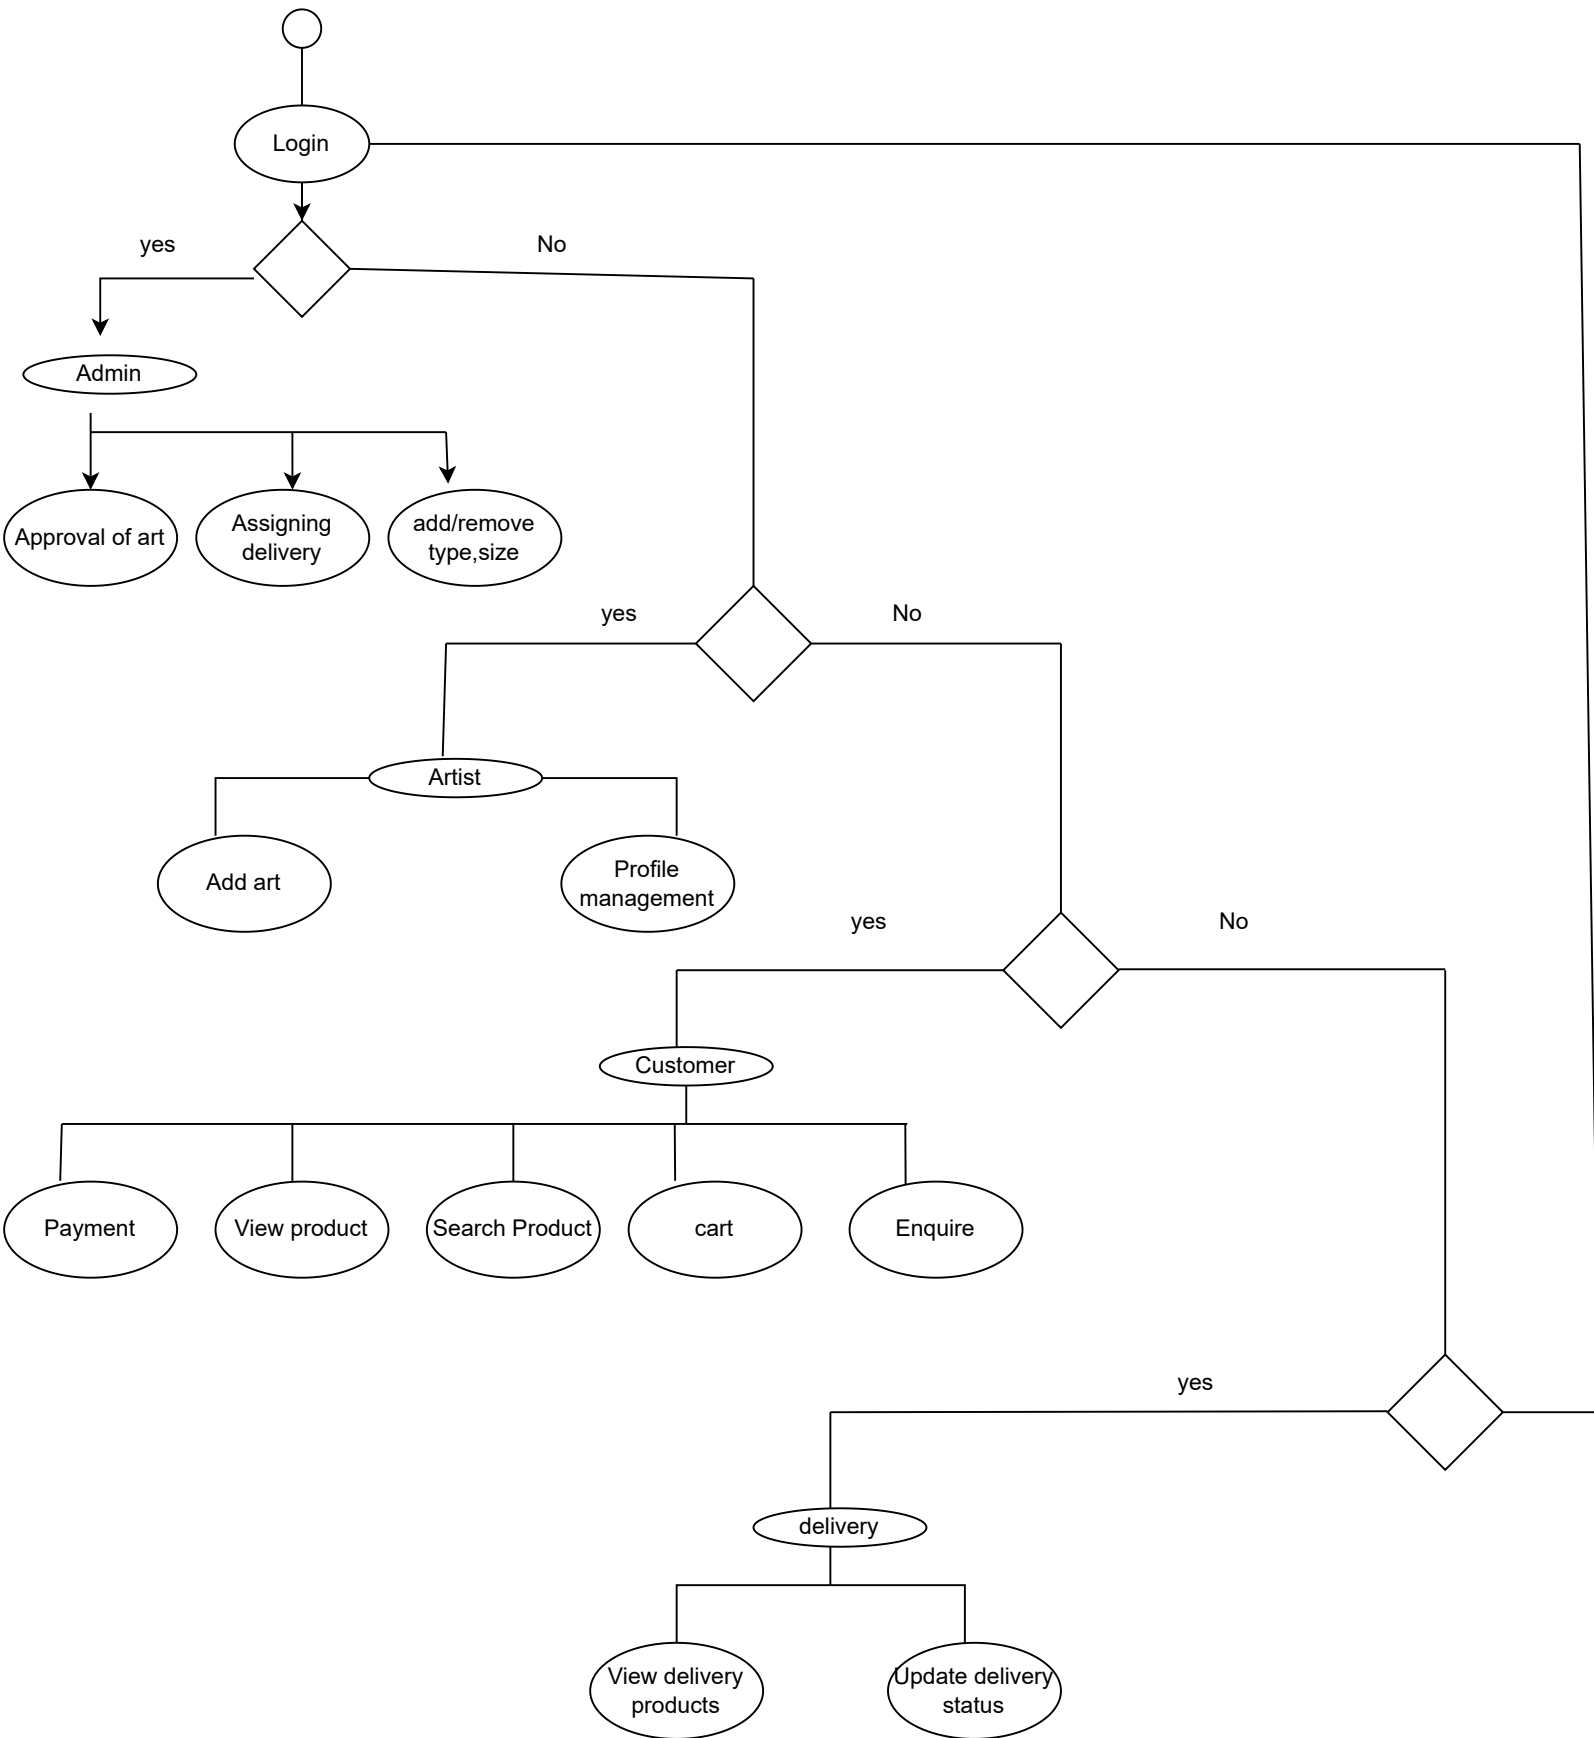 Login
yes
No
Admin
Approval of art
Assigning
delivery
add/remove
type,size
yes
No
Artist
Add art
Profile
management
yes
No
Customer
Payment
View product
Search Product
cart
Enquire
yes
delivery
View delivery
products
Update delivery
status